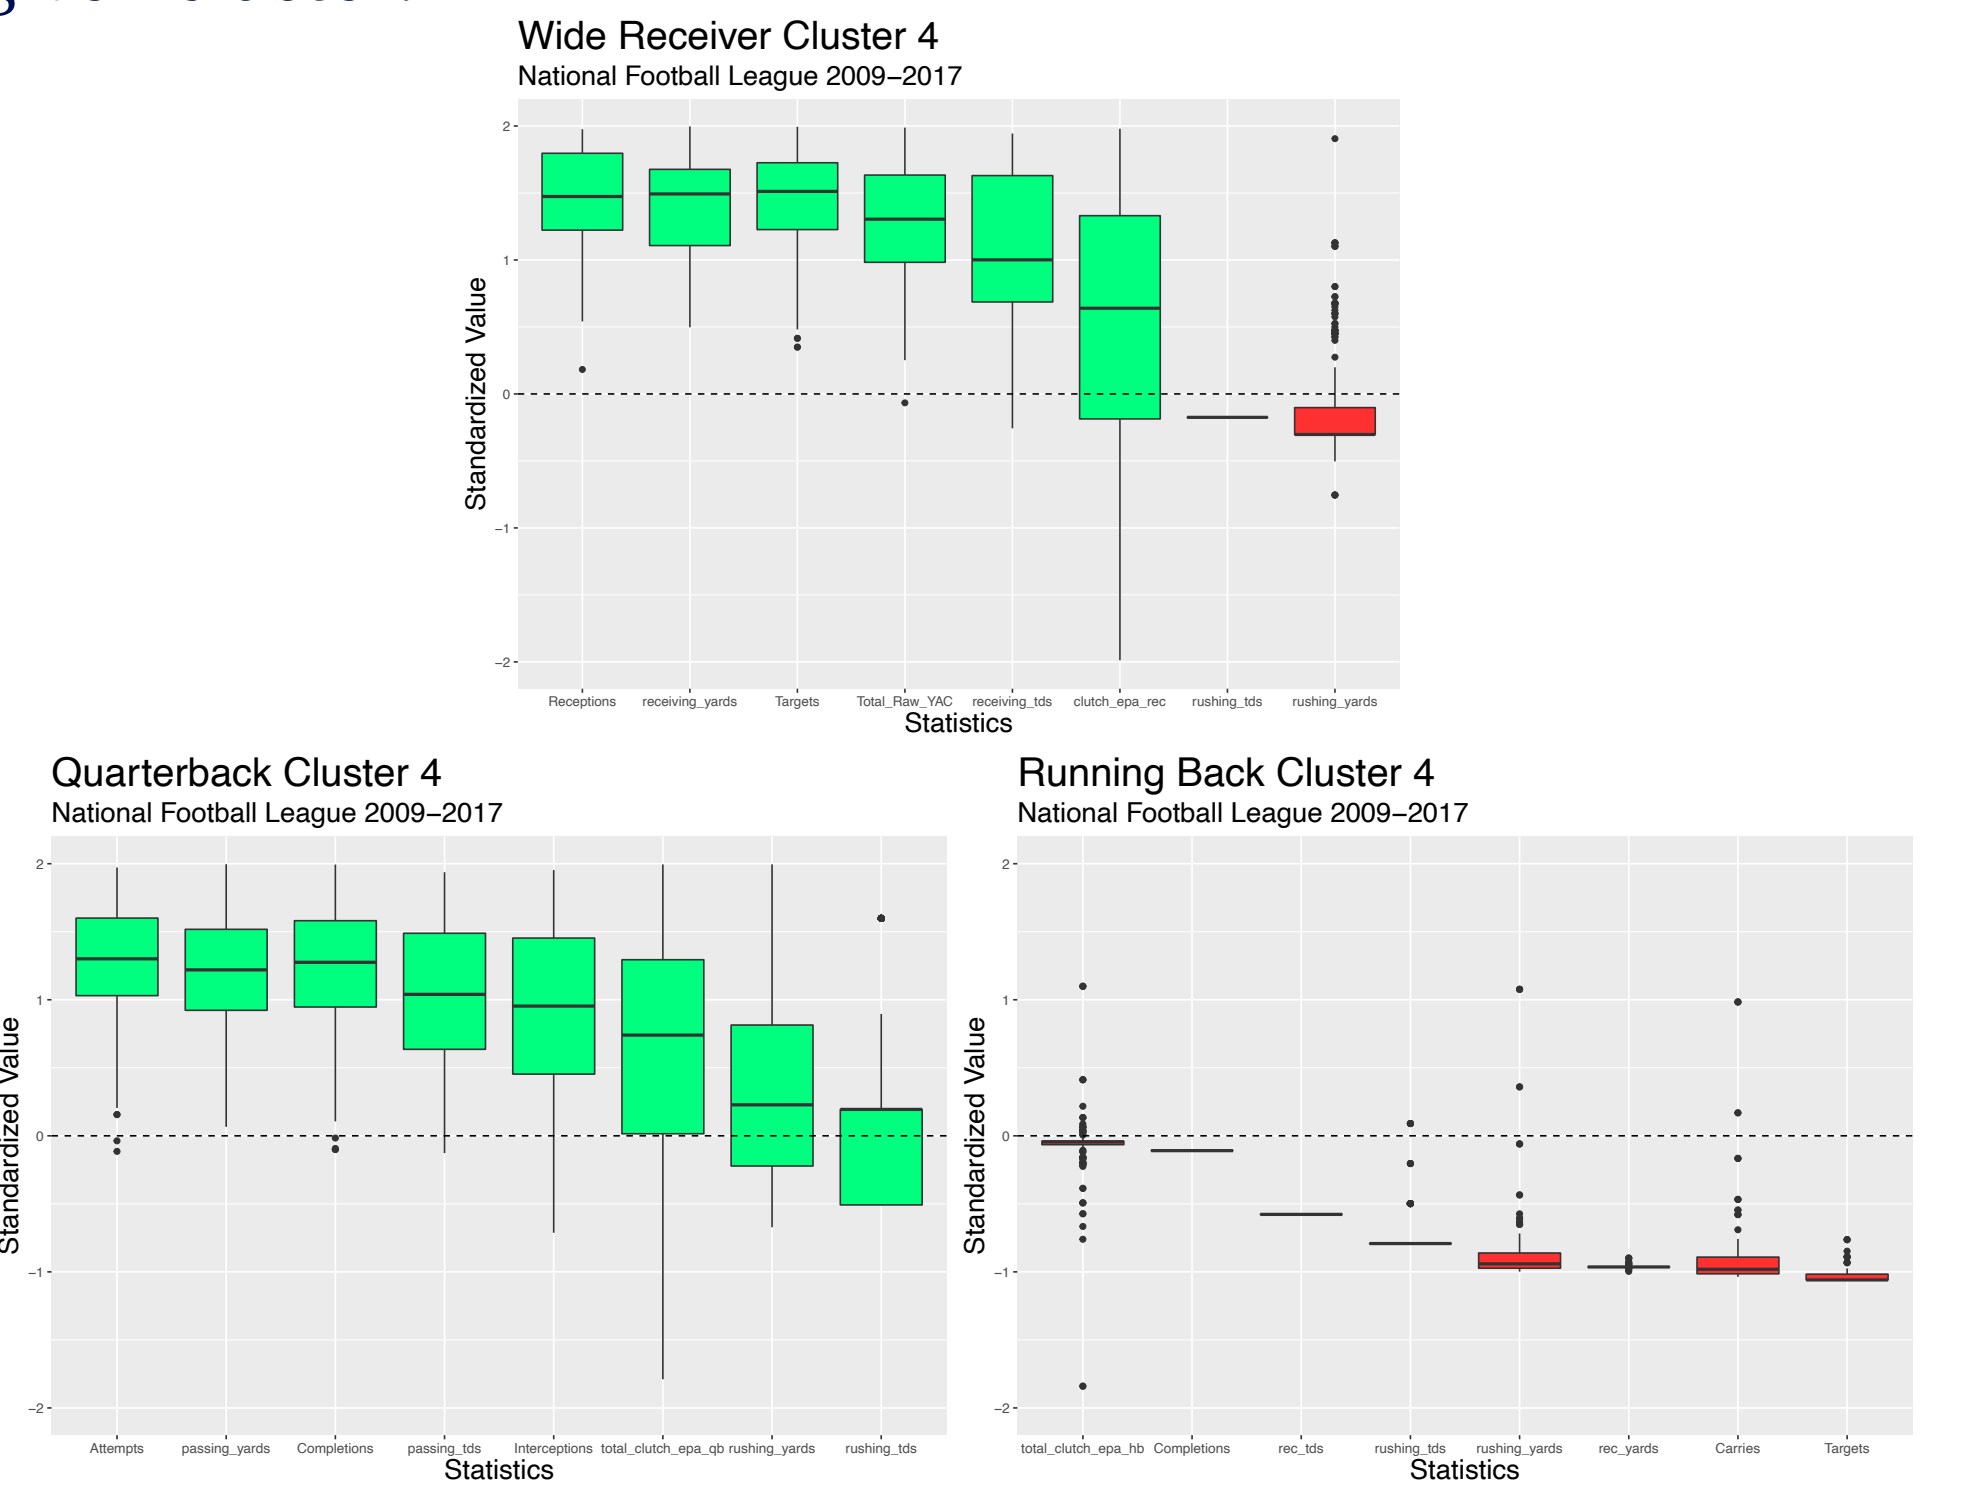 Wide Receiver Cluster 4
National Football League 2009−2017
Standardized Value
2
1
0
−1
−2
Receptions receiving_yards Targets Total_Raw_YAC receiving_tds clutch_epa_rec rushing_tds rushing_yards
Statistics
Quarterback Cluster 4
National Football League 2009−2017
Standardized Value
2
1
0
−1
−2
Attempts passing_yards Completions passing_tds Interceptions total_clutch_epa_qb rushing_yards rushing_tds
Statistics
Running Back Cluster 4
National Football League 2009−2017
Standardized Value
2
1
0
−1
−2
total_clutch_epa_hb Completions rec_tds rushing_tds rushing_yards rec_yards Carries Targets
Statistics